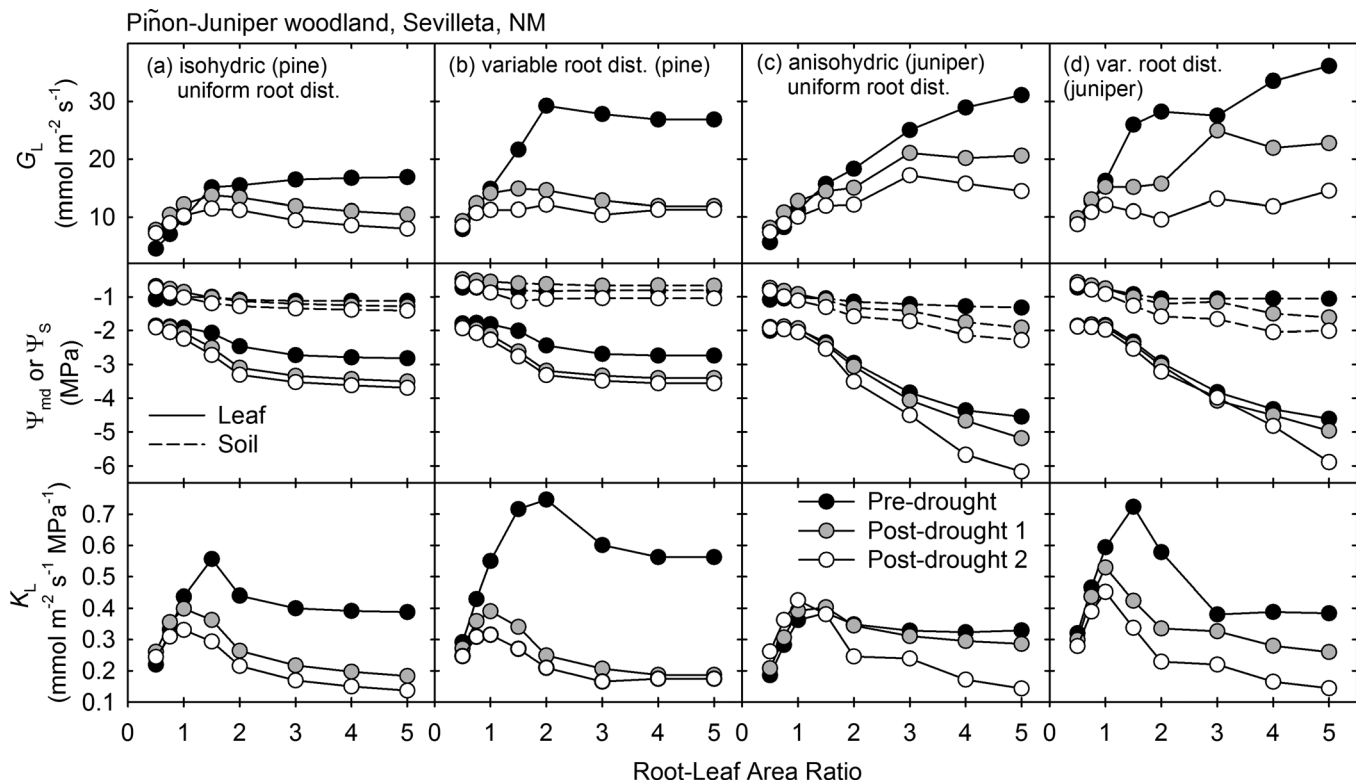 Piñon-Juniper woodland, Sevilleta, NM
(a) isohydric (pine)
uniform root dist.
(b) variable root dist. (pine)
(c) anisohydric (juniper)
uniform root dist.
(d) var. root dist.
(juniper)
G_L
(mmol m⁻² s⁻¹)
30
20
10
Ψ_md or Ψ_S
(MPa)
-1
-2
-3
-4
-5
-6
Leaf
Soil
K_L
(mmol m⁻² s⁻¹ MPa⁻¹)
0.7
0.6
0.5
0.4
0.3
0.2
0.1
Pre-drought
Post-drought 1
Post-drought 2
0 1 2 3 4 5 0 1 2 3 4 5 0 1 2 3 4 5 0 1 2 3 4 5
Root-Leaf Area Ratio